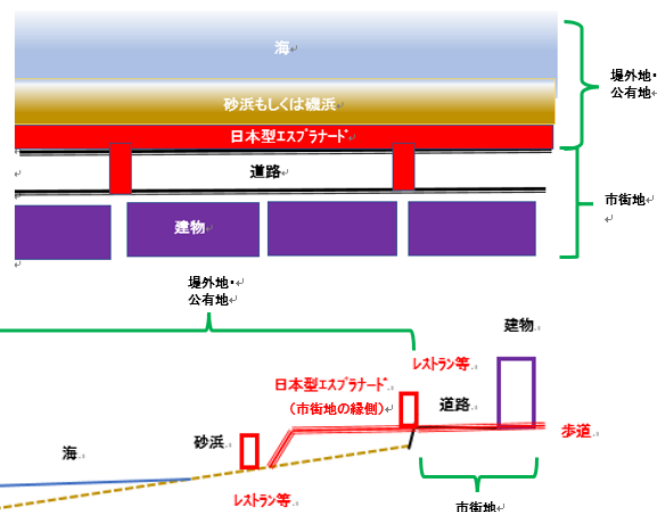 海
砂浜もしくは磯浜
日本型エスプラナード
道路
建物
堤外地・
公有地
市街地
堤外地・
公有地
建物
レストラン等
日本型エスプラナード
（市街地の縁側）
道路
歩道
砂浜
海
レストラン等
市街地